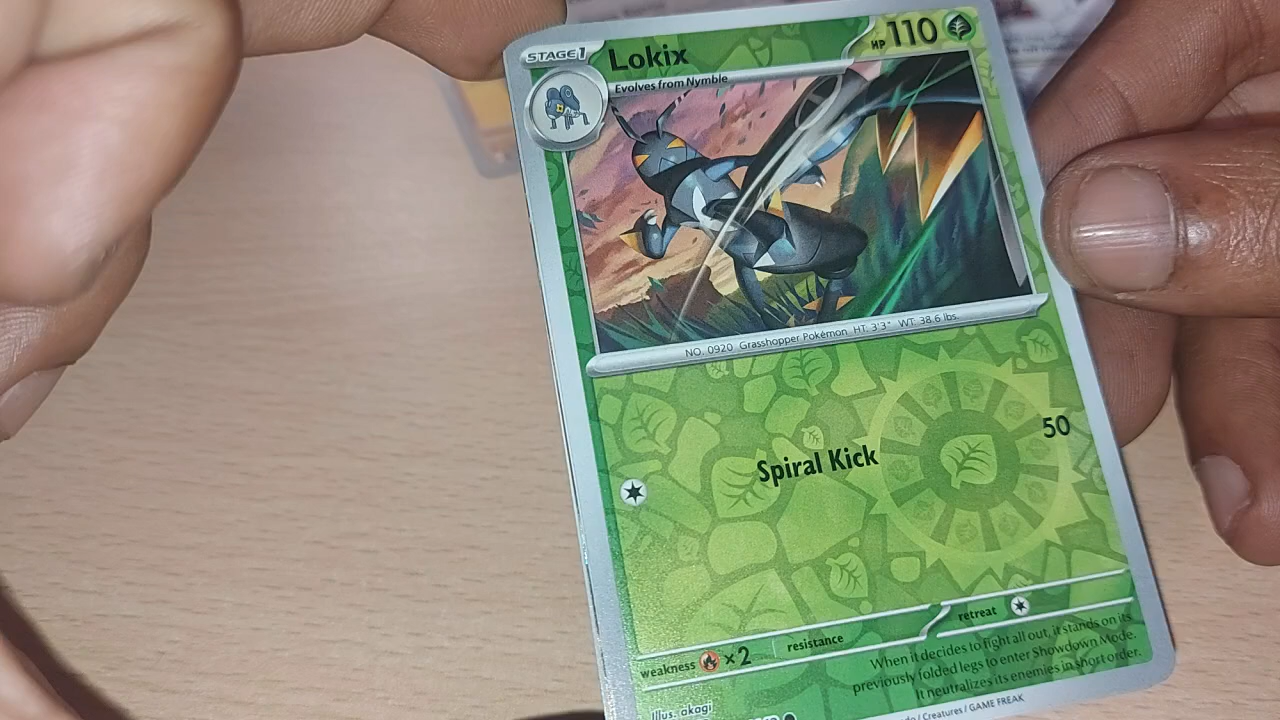 STAGE 1 Lokix HP 110
Evolves from Nymble
NO. 0920 Grasshopper Pokémon HT. 3'3" WT. 38.6 lbs.
Spiral Kick 50
weakness ×2 resistance retreat
When it decides to fight all out, it stands on its
previously folded legs to enter Showdown Mode.
It neutralizes its enemies in short order.
Illus. akagi
/ Creatures / GAME FREAK